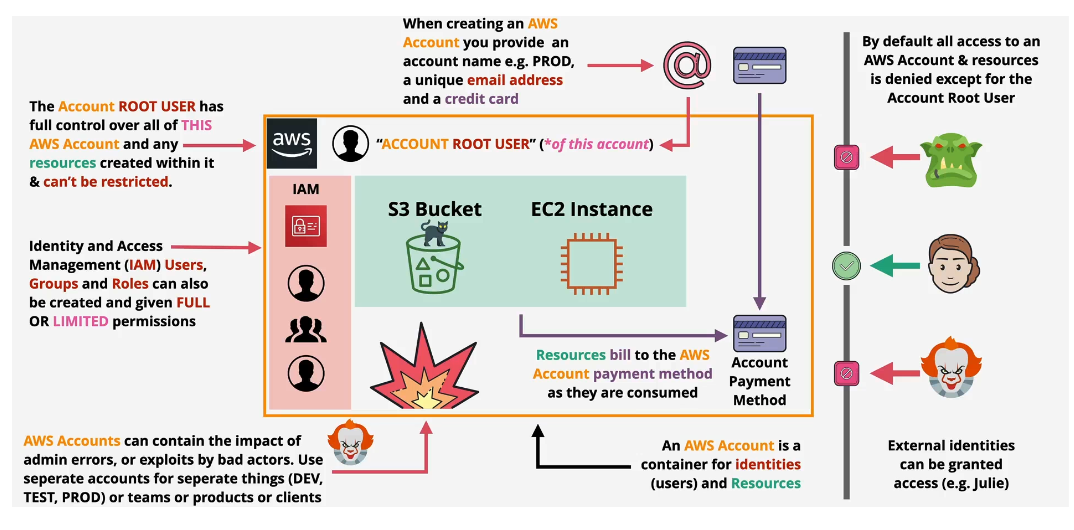 When creating an AWS
Account you provide an
account name e.g. PROD,
a unique email address
and a credit card
By default all access to an
AWS Account & resources
is denied except for the
Account Root User
The Account ROOT USER has
full control over all of THIS
AWS Account and any
resources created within it
& can't be restricted.
aws
"ACCOUNT ROOT USER" (*of this account)
IAM
S3 Bucket
EC2 Instance
Identity and Access
Management (IAM) Users,
Groups and Roles can also
be created and given FULL
OR LIMITED permissions
Resources bill to the AWS
Account payment method
as they are consumed
Account
Payment
Method
AWS Accounts can contain the impact of
admin errors, or exploits by bad actors. Use
seperate accounts for seperate things (DEV,
TEST, PROD) or teams or products or clients
An AWS Account is a
container for identities
(users) and Resources
External identities
can be granted
access (e.g. Julie)